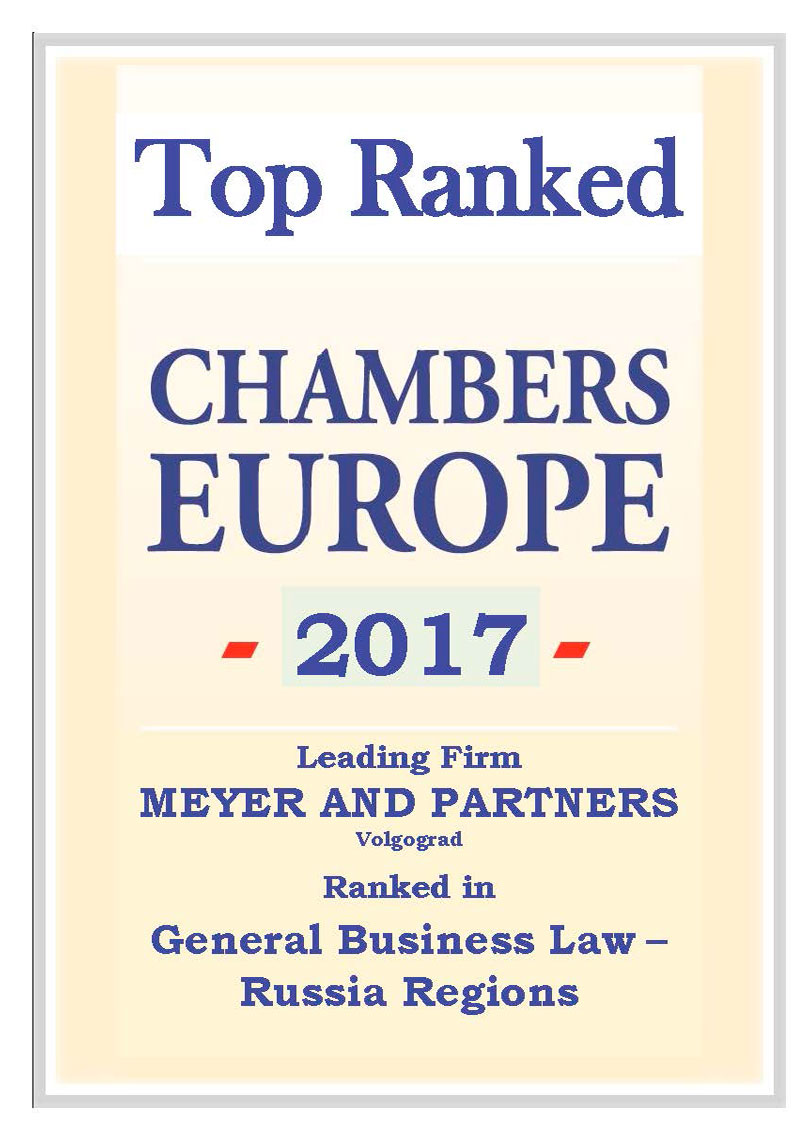 Top Ranked
CHAMBERS
EUROPE
- 2017 -
Leading Firm
MEYER AND PARTNERS
Volgograd
Ranked in
General Business Law –
Russia Regions